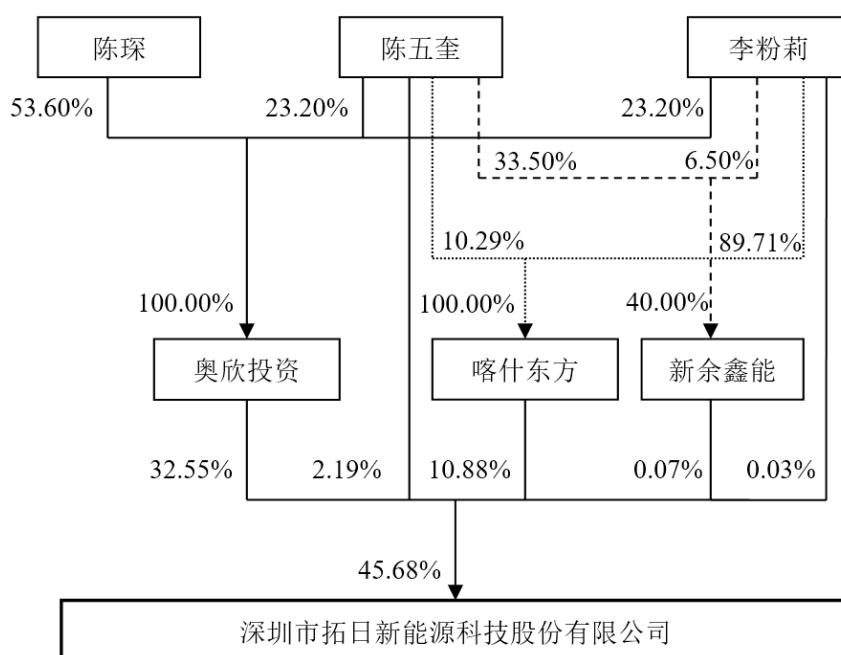 陈琛
陈五奎
李粉莉
53.60%
23.20%
23.20%
33.50%
6.50%
10.29%
89.71%
100.00%
100.00%
40.00%
奥欣投资
喀什东方
新余鑫能
32.55%
2.19%
10.88%
0.07%
0.03%
45.68%
深圳市拓日新能源科技股份有限公司